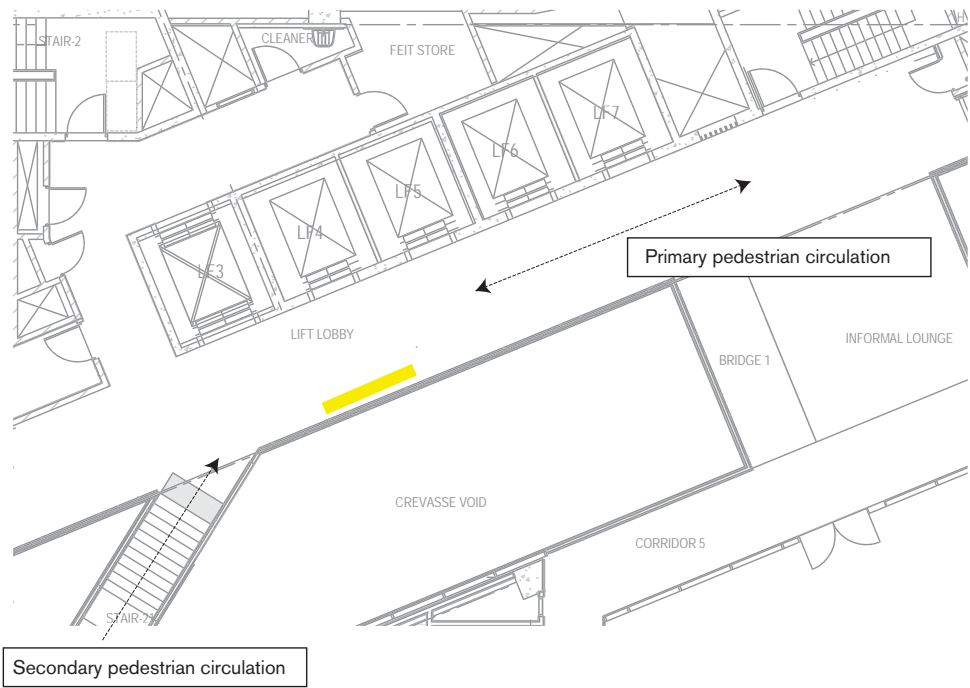 STAIR-2
CLEANER
FEIT STORE
LF7
LF6
LF5
LF4
LF3
Primary pedestrian circulation
LIFT LOBBY
INFORMAL LOUNGE
BRIDGE 1
CREVASSE VOID
CORRIDOR 5
STAIR-21
Secondary pedestrian circulation